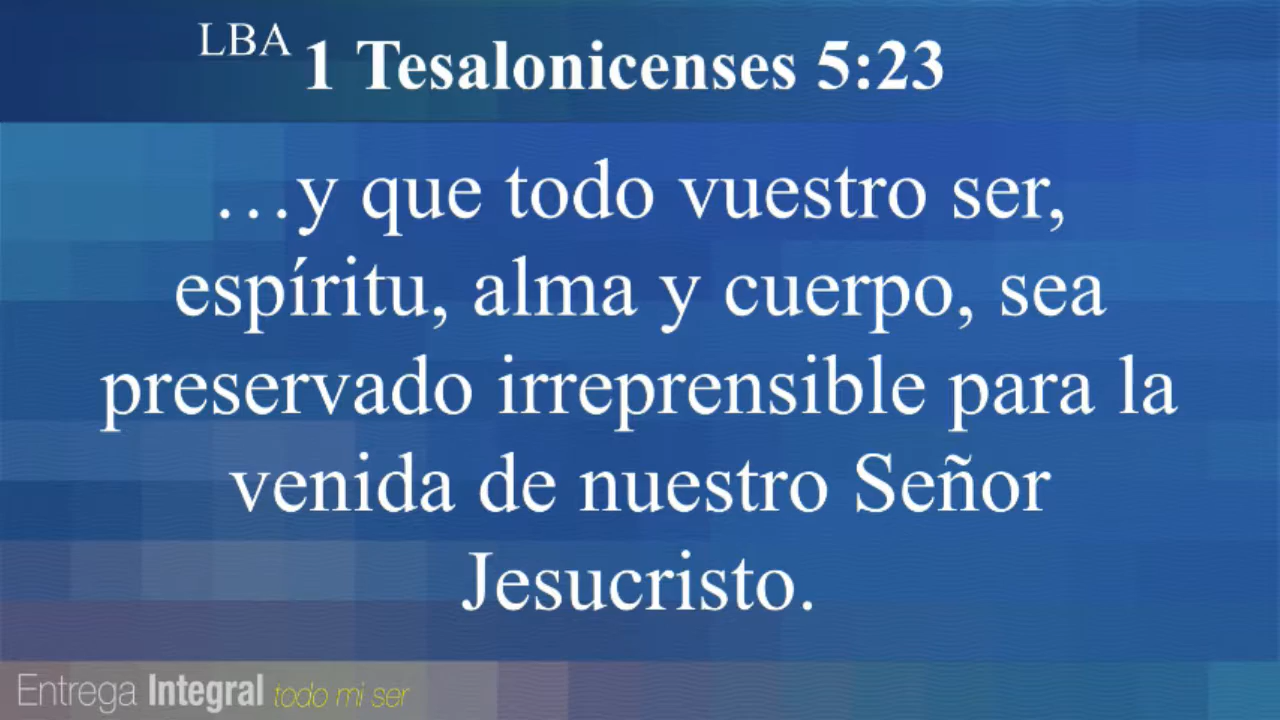 LBA 1 Tesalonicenses 5:23
…y que todo vuestro ser,
espíritu, alma y cuerpo, sea
preservado irreprensible para la
venida de nuestro Señor
Jesucristo.
Entrega Integral todo mi ser